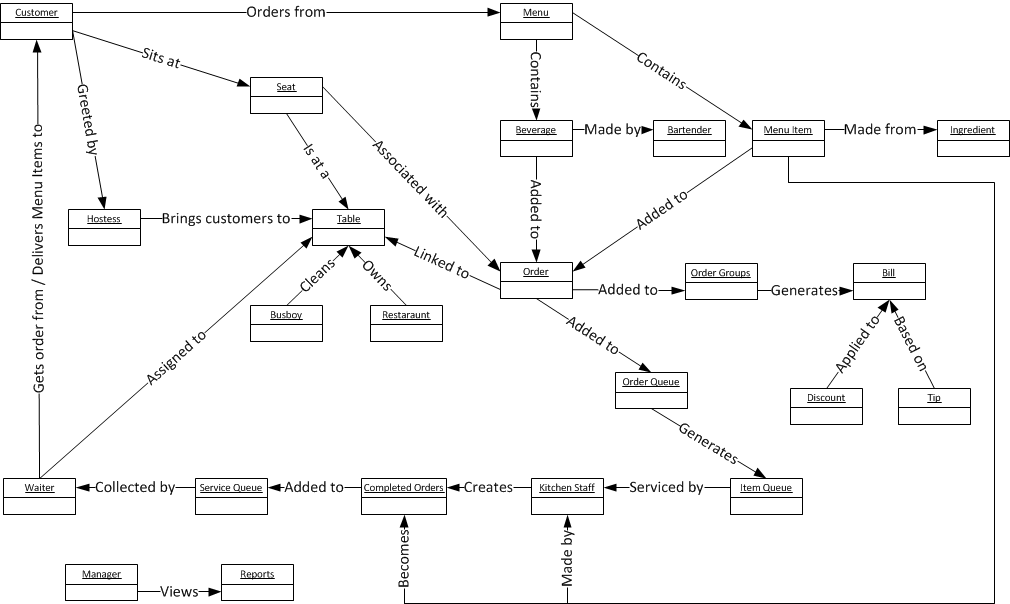 Customer
Orders from
Menu
Sits at
Contains
Contains
Seat
Greeted by
Beverage
Made by
Bartender
Menu Item
Made from
Ingredient
Is at a
Associated with
Added to
Added to
Hostess
Brings customers to
Table
Linked to
Order
Added to
Order Groups
Generates
Bill
Cleans
Owns
Busboy
Restaraunt
Gets order from / Delivers Menu Items to
Assigned to
Added to
Applied to
Based on
Order Queue
Discount
Tip
Generates
Waiter
Collected by
Service Queue
Added to
Completed Orders
Creates
Kitchen Staff
Serviced by
Item Queue
Becomes
Made by
Manager
Views
Reports